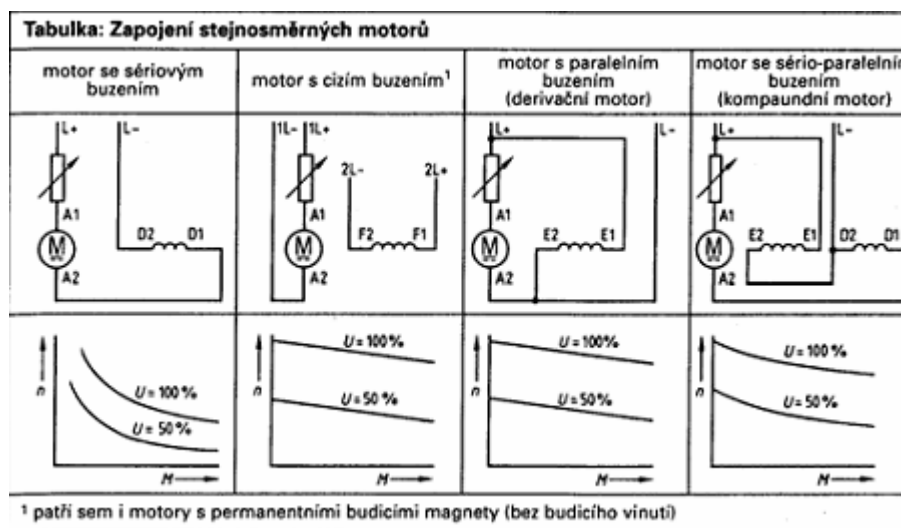 Tabulka: Zapojení stejnosměrných motorů
motor se sériovým
buzením
motor s cizím buzením¹
motor s paralelním
buzením
(derivační motor)
motor se sério-paralelním
buzením
(kompaundní motor)
L+ L-
A1
D2 D1
M
A2
1L- 1L+
2L- 2L+
A1
F2 F1
M
A2
L+ L-
A1
E2 E1
M
A2
L+ L-
A1
E2 E1 D2 D1
M
A2
n
U = 100 %
U = 50 %
M
n
U = 100 %
U = 50 %
M
n
U = 100 %
U = 50 %
M
n
U = 100 %
U = 50 %
M
¹ patří sem i motory s permanentními budicími magnety (bez budicího vinutí)